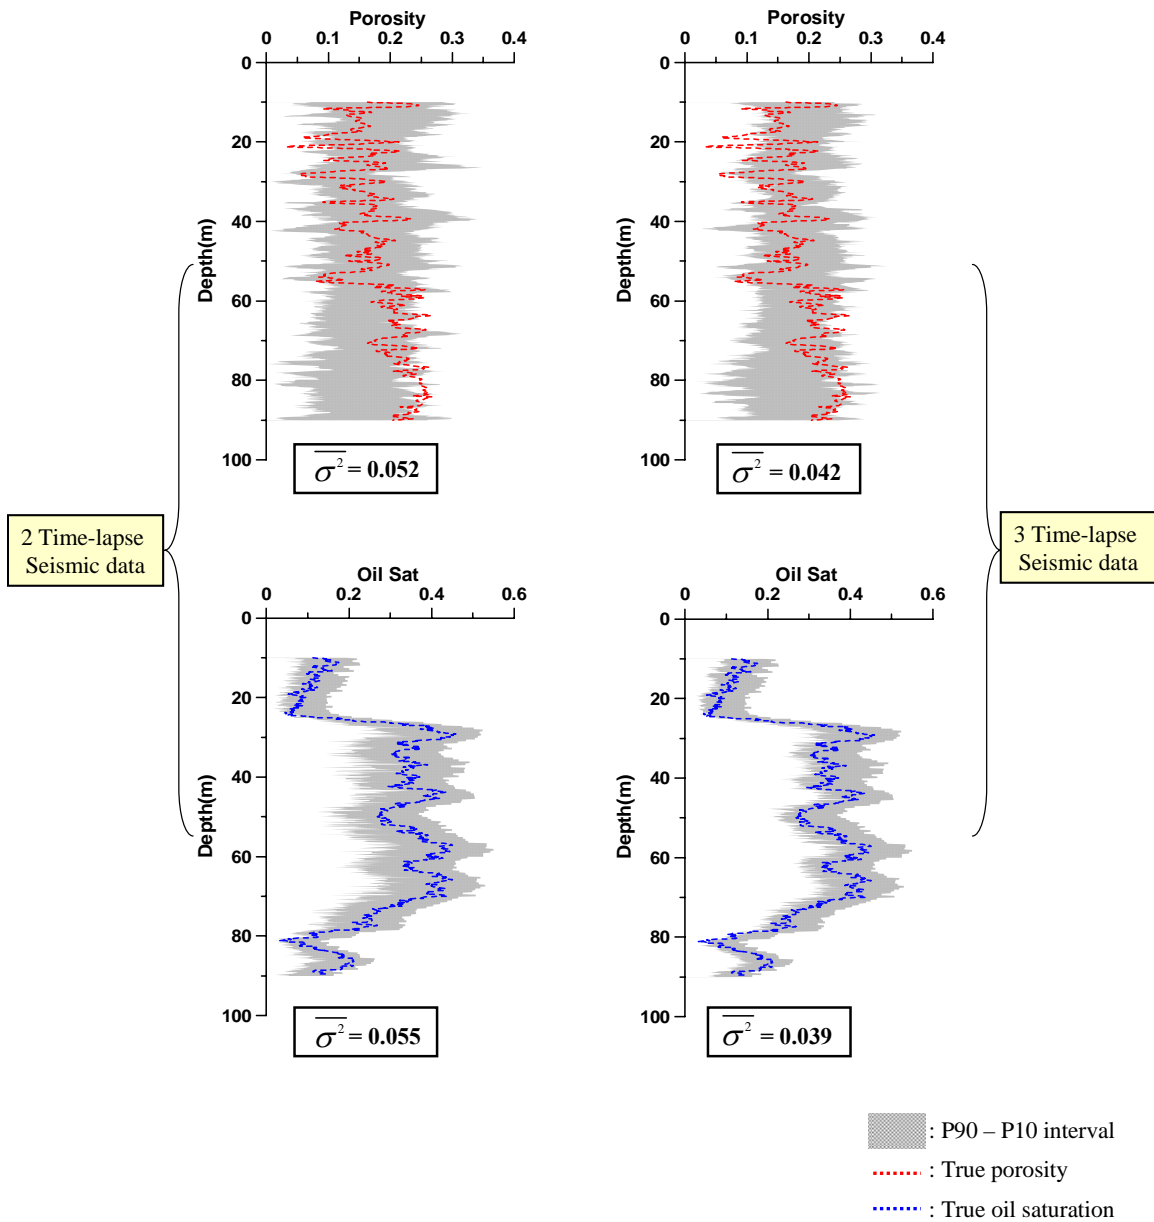 Porosity
0 0.1 0.2 0.3 0.4
0
20
40
60
80
100
Depth(m)
σ² = 0.052
Porosity
0 0.1 0.2 0.3 0.4
0
20
40
60
80
100
Depth(m)
σ² = 0.042
2 Time-lapse
Seismic data
3 Time-lapse
Seismic data
Oil Sat
0 0.2 0.4 0.6
0
20
40
60
80
100
Depth(m)
σ² = 0.055
Oil Sat
0 0.2 0.4 0.6
0
20
40
60
80
100
Depth(m)
σ² = 0.039
: P90 – P10 interval
: True porosity
: True oil saturation